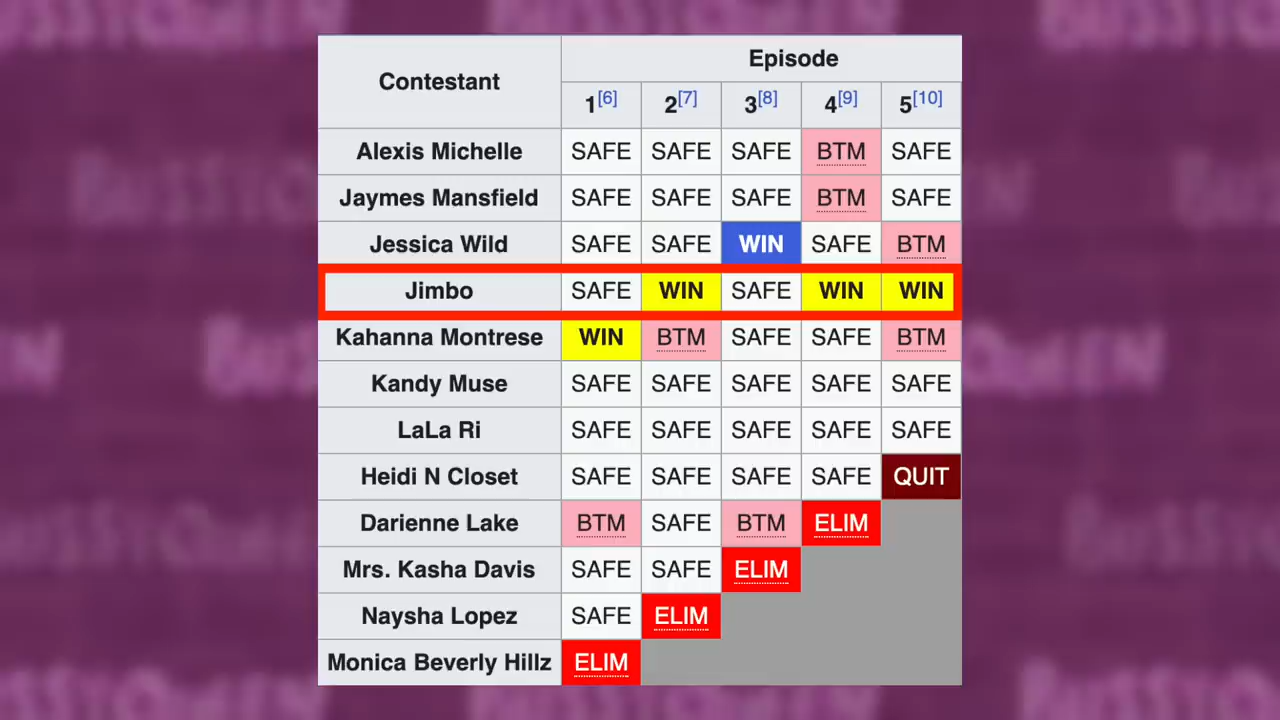 Contestant
Episode
1[6] 2[7] 3[8] 4[9] 5[10]
Alexis Michelle SAFE SAFE SAFE BTM SAFE
Jaymes Mansfield SAFE SAFE SAFE BTM SAFE
Jessica Wild SAFE SAFE WIN SAFE BTM
Jimbo SAFE WIN SAFE WIN WIN
Kahanna Montrese WIN BTM SAFE SAFE BTM
Kandy Muse SAFE SAFE SAFE SAFE SAFE
LaLa Ri SAFE SAFE SAFE SAFE SAFE
Heidi N Closet SAFE SAFE SAFE SAFE QUIT
Darienne Lake BTM SAFE BTM ELIM
Mrs. Kasha Davis SAFE SAFE ELIM
Naysha Lopez SAFE ELIM
Monica Beverly Hillz ELIM